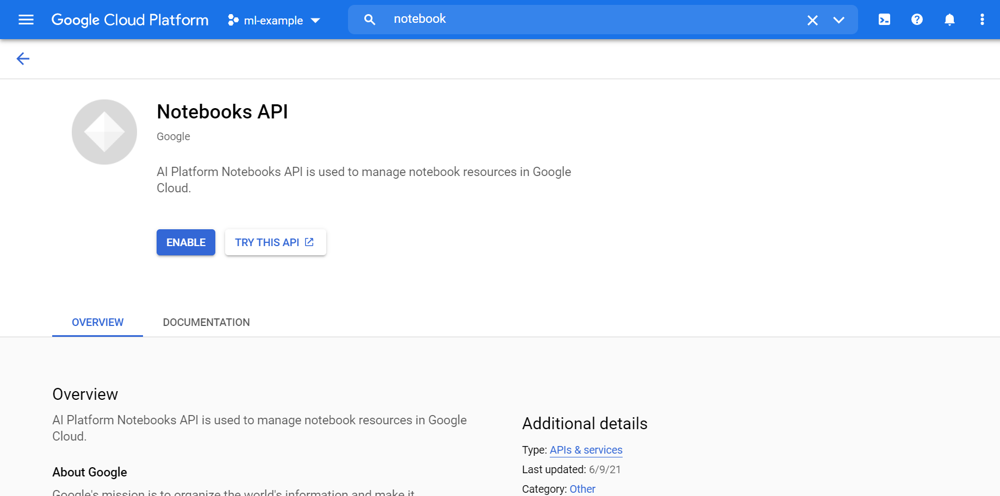 Google Cloud Platform
ml-example
notebook
Notebooks API
Google
AI Platform Notebooks API is used to manage notebook resources in Google
Cloud.
ENABLE
TRY THIS API
OVERVIEW
DOCUMENTATION
Overview
AI Platform Notebooks API is used to manage notebook resources in Google
Cloud.
About Google
Google's mission is to organize the world's information and make it
Additional details
Type: APIs & services
Last updated: 6/9/21
Category: Other